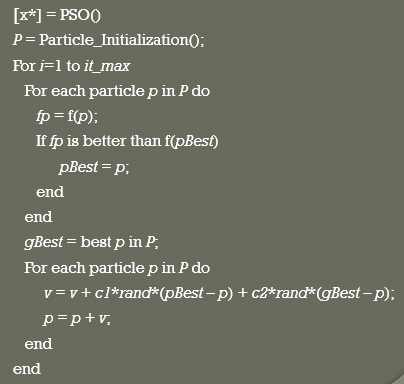 [x*] = PSO()
P = Particle_Initialization();
For i=1 to it_max
For each particle p in P do
fp = f(p);
If fp is better than f(pBest)
pBest = p;
end
end
gBest = best p in P;
For each particle p in P do
v = v + c1*rand*(pBest – p) + c2*rand*(gBest – p);
p = p + v;
end
end